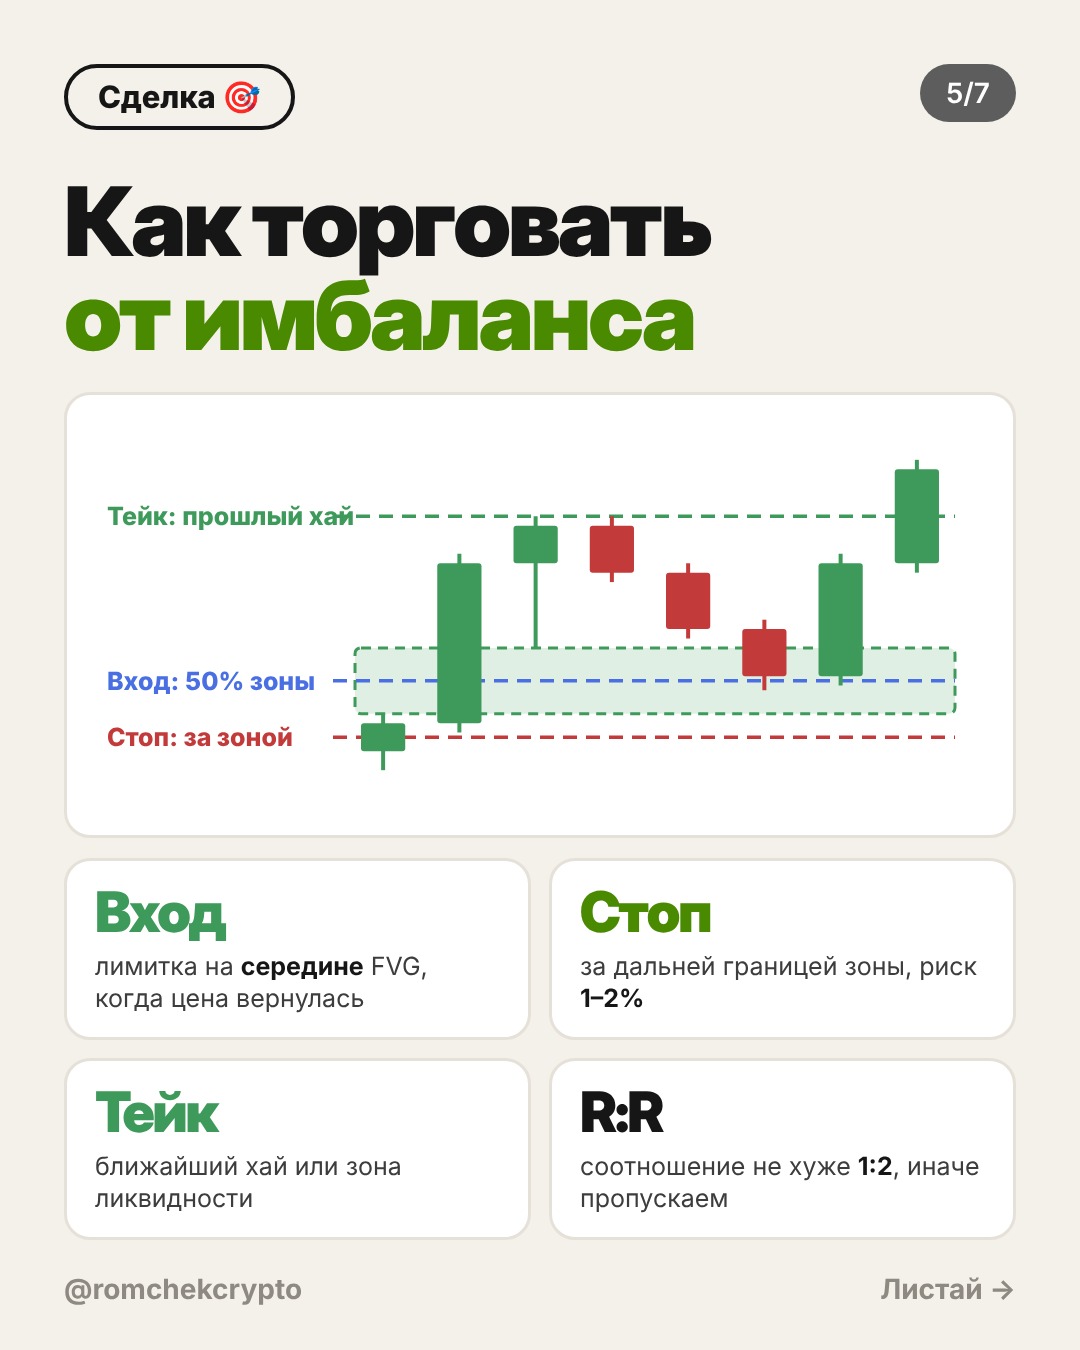 Сделка 🎯
5/7
Как торговать
от имбаланса
Тейк: прошлый хай
Вход: 50% зоны
Стоп: за зоной
Вход
лимитка на середине FVG,
когда цена вернулась
Стоп
за дальней границей зоны, риск
1–2%
Тейк
ближайший хай или зона
ликвидности
R:R
соотношение не хуже 1:2, иначе
пропускаем
@romchekcrypto
Листай →